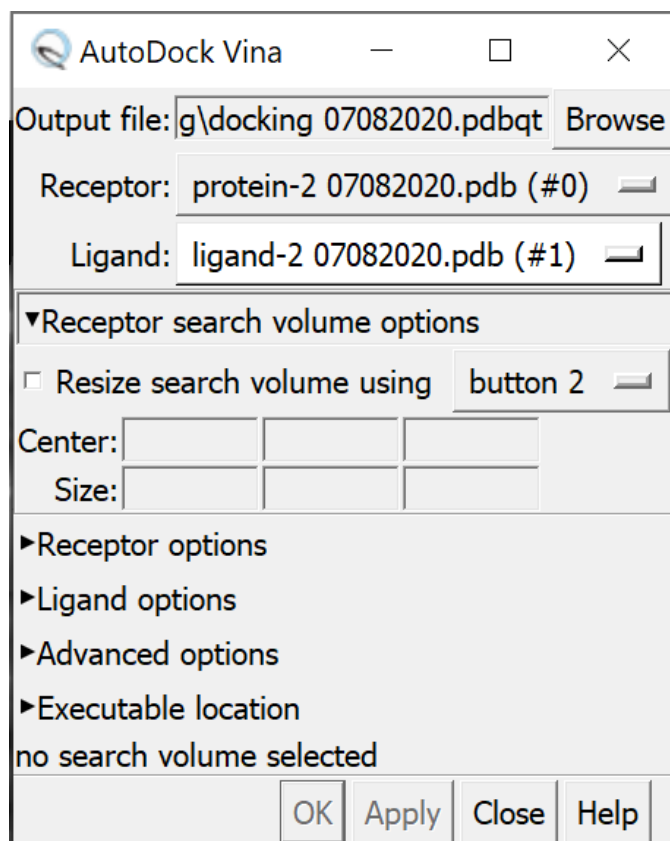 AutoDock Vina
Output file: g\docking 07082020.pdbqt Browse
Receptor: protein-2 07082020.pdb (#0)
Ligand: ligand-2 07082020.pdb (#1)
Receptor search volume options
Resize search volume using button 2
Center:
Size:
Receptor options
Ligand options
Advanced options
Executable location
no search volume selected
OK Apply Close Help